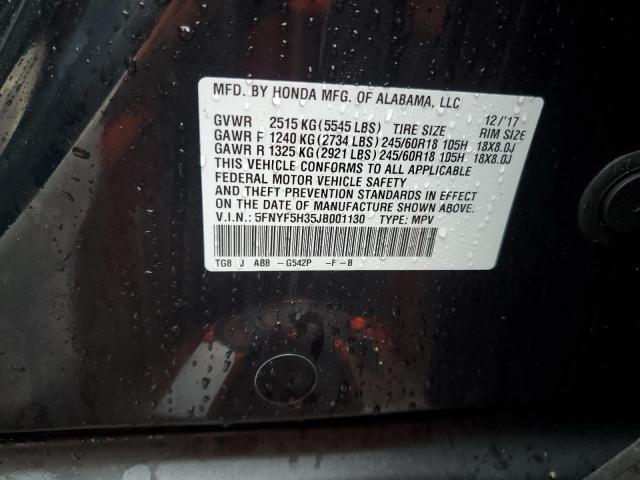 MFD. BY HONDA MFG. OF ALABAMA, LLC 12/'17
GVWR 2515 KG (5545 LBS) TIRE SIZE RIM SIZE
GAWR F 1240 KG (2734 LBS) 245/60R18 105H 18X8.0J
GAWR R 1325 KG (2921 LBS) 245/60R18 105H 18X8.0J
THIS VEHICLE CONFORMS TO ALL APPLICABLE
FEDERAL MOTOR VEHICLE SAFETY
AND THEFT PREVENTION STANDARDS IN EFFECT
ON THE DATE OF MANUFACTURE SHOWN ABOVE.
V.I.N.: 5FNYF5H35JB001130 TYPE: MPV
TG8 J AB8 - G542P -F -B